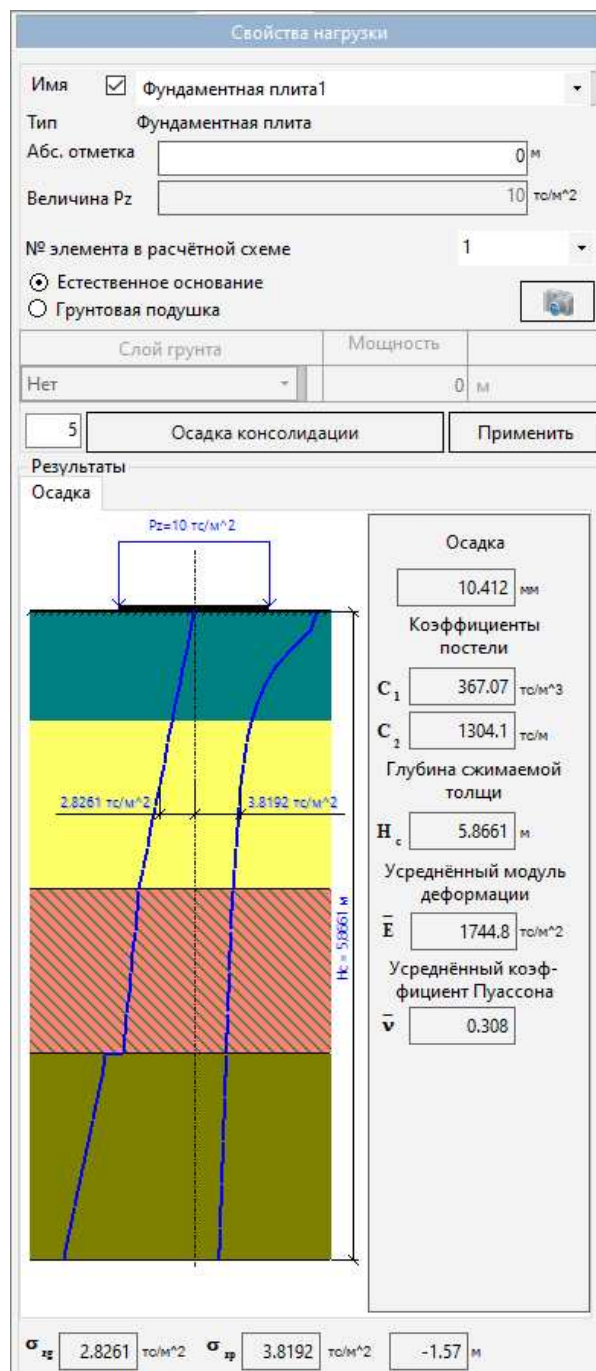 Свойства нагрузки
Имя Фундаментная плита1
Тип Фундаментная плита
Абс. отметка 0 м
Величина Pz 10 тс/м^2
№ элемента в расчётной схеме 1
Естественное основание
Грунтовая подушка
Слой грунта Мощность
Нет 0 м
5 Осадка консолидации Применить
Результаты
Осадка
Pz=10 тс/м^2
2.8261 тс/м^2 3.8192 тс/м^2
Hc = 5.8661 м
Осадка
10.412 мм
Коэффициенты
постели
C1 367.07 тс/м^3
C2 1304.1 тс/м
Глубина сжимаемой
толщи
Hc 5.8661 м
Усреднённый модуль
деформации
E̅ 1744.8 тс/м^2
Усреднённый коэф-
фициент Пуассона
ν̅ 0.308
σzg 2.8261 тс/м^2 σzp 3.8192 тс/м^2 -1.57 м